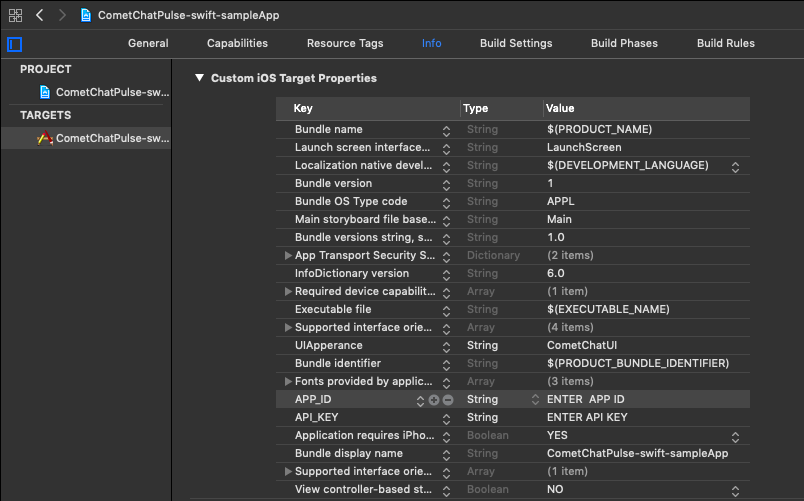 CometChatPulse-swift-sampleApp
General Capabilities Resource Tags Info Build Settings Build Phases Build Rules
PROJECT
CometChatPulse-sw...
TARGETS
CometChatPulse-sw...
Custom iOS Target Properties
Key Type Value
Bundle name String $(PRODUCT_NAME)
Launch screen interface... String LaunchScreen
Localization native devel... String $(DEVELOPMENT_LANGUAGE)
Bundle version String 1
Bundle OS Type code String APPL
Main storyboard file base... String Main
Bundle versions string, s... String 1.0
App Transport Security S... Dictionary (2 items)
InfoDictionary version String 6.0
Required device capabilit... Array (1 item)
Executable file String $(EXECUTABLE_NAME)
Supported interface orie... Array (4 items)
UIApperance String CometChatUI
Bundle identifier String $(PRODUCT_BUNDLE_IDENTIFIER)
Fonts provided by applic... Array (3 items)
APP_ID String ENTER APP ID
API_KEY String ENTER API KEY
Application requires iPho... Boolean YES
Bundle display name String CometChatPulse-swift-sampleApp
Supported interface orie... Array (1 item)
View controller-based st... Boolean NO